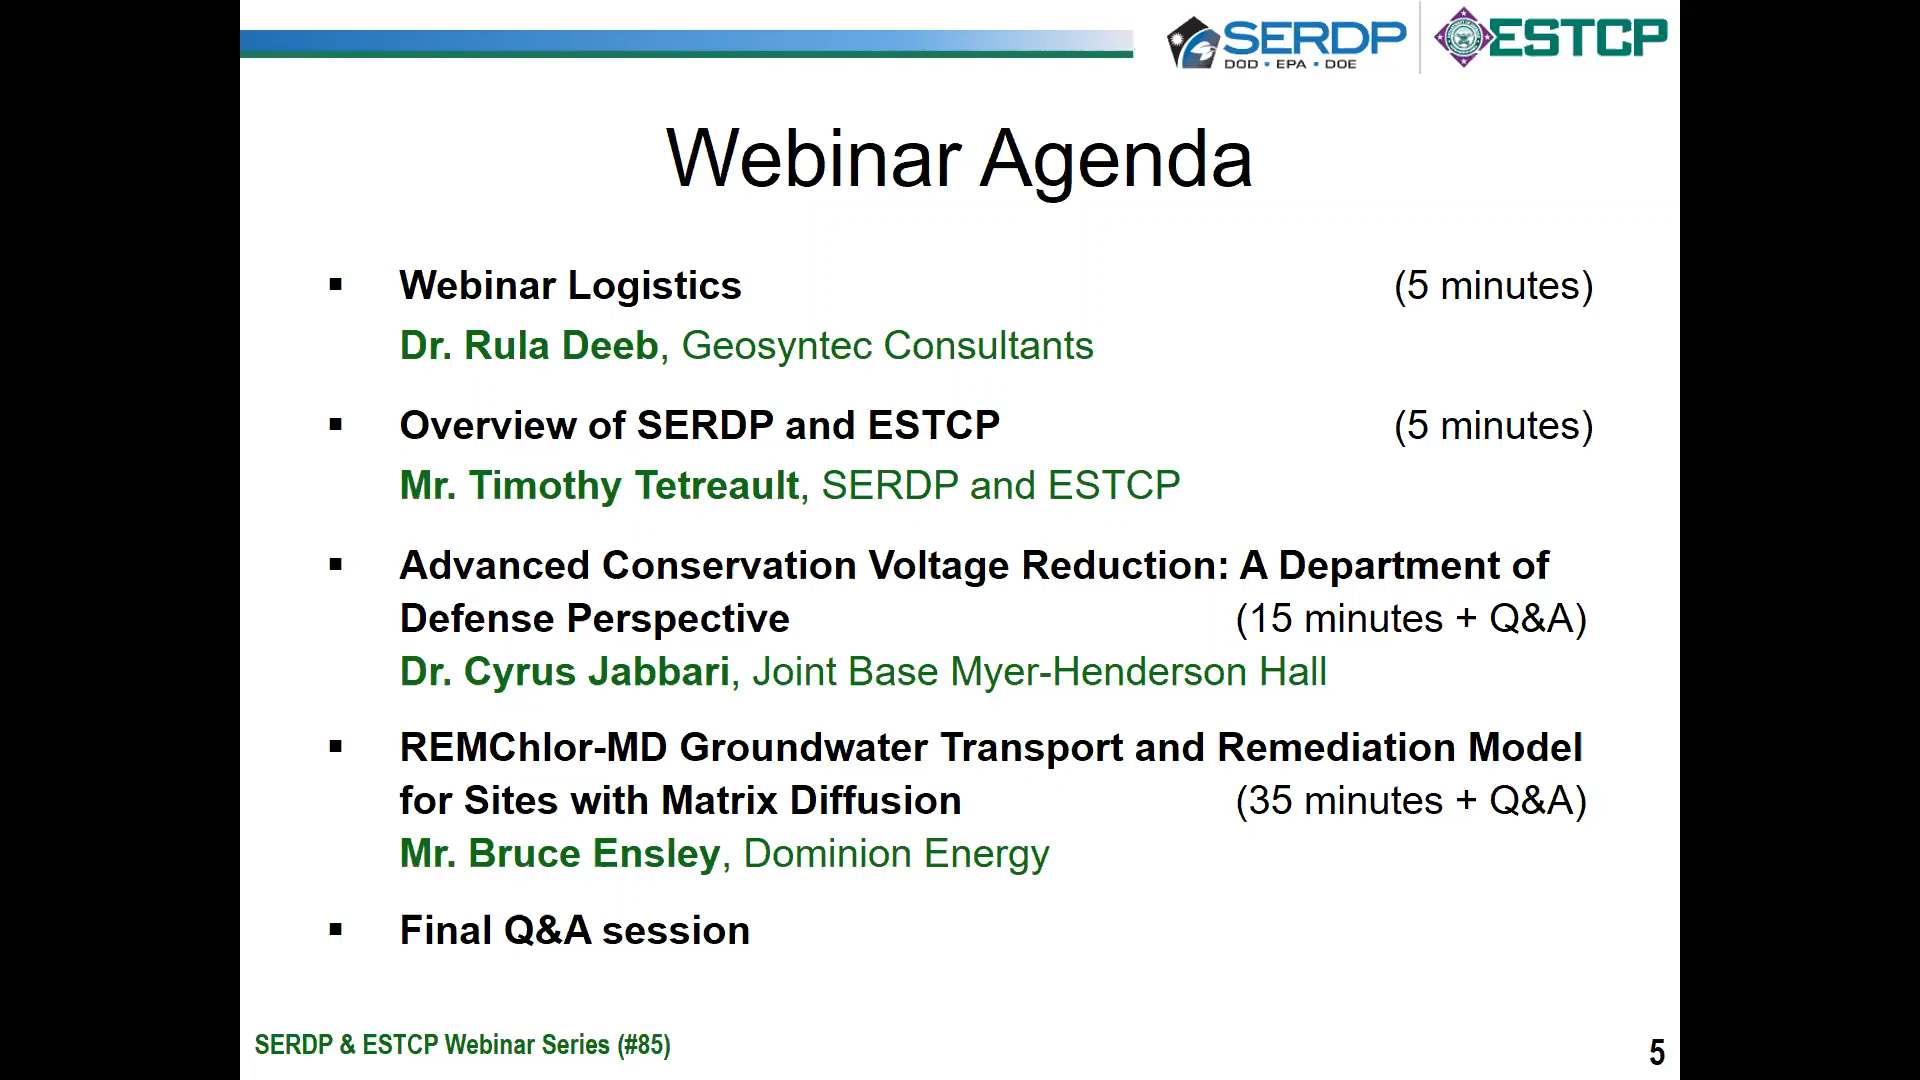 SERDP
DOD • EPA • DOE
ESTCP
Webinar Agenda
▪ Webinar Logistics (5 minutes)
Dr. Rula Deeb, Geosyntec Consultants
▪ Overview of SERDP and ESTCP (5 minutes)
Mr. Timothy Tetreault, SERDP and ESTCP
▪ Advanced Conservation Voltage Reduction: A Department of
Defense Perspective (15 minutes + Q&A)
Dr. Cyrus Jabbari, Joint Base Myer-Henderson Hall
▪ REMChlor-MD Groundwater Transport and Remediation Model
for Sites with Matrix Diffusion (35 minutes + Q&A)
Mr. Bruce Ensley, Dominion Energy
▪ Final Q&A session
SERDP & ESTCP Webinar Series (#85)
5